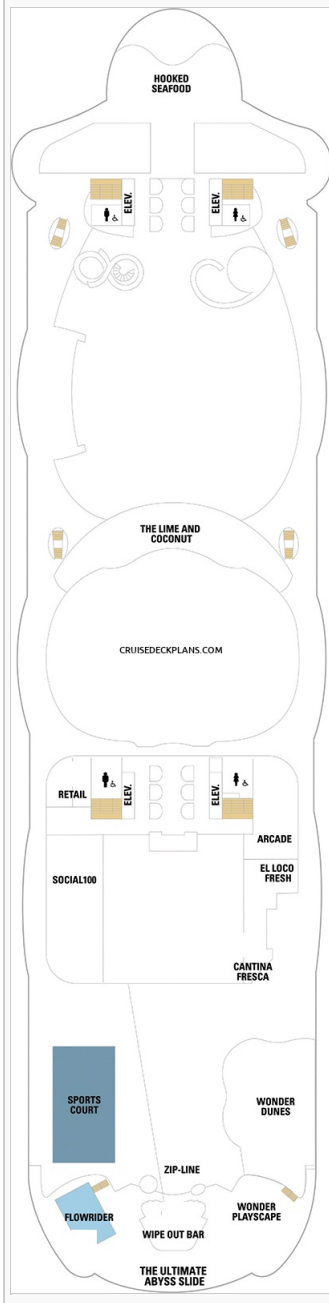 HOOKED
SEAFOOD
ELEV.
ELEV.
THE LIME AND
COCONUT
CRUISEDECKPLANS.COM
RETAIL
ELEV.
ELEV.
ARCADE
SOCIAL100
EL LOCO
FRESH
CANTINA
FRESCA
SPORTS
COURT
WONDER
DUNES
ZIP-LINE
FLOWRIDER
WONDER
PLAYSCAPE
WIPE OUT BAR
THE ULTIMATE
ABYSS SLIDE